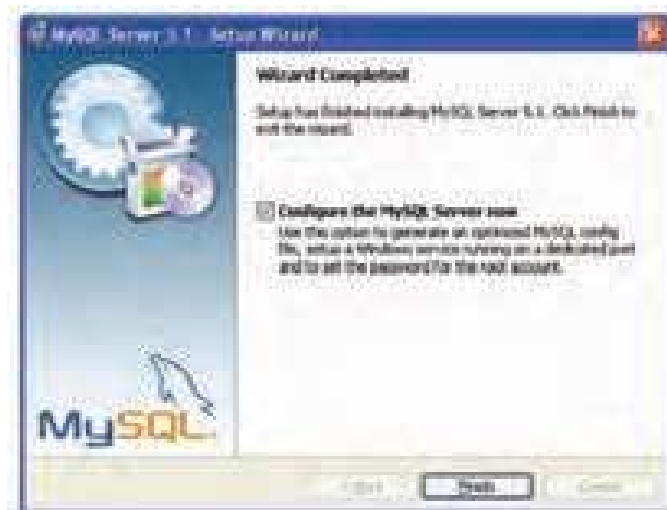 MySQL Server 5.1 - Setup Wizard
Wizard Completed
Setup has finished installing MySQL Server 5.1. Click Finish to
exit the wizard.
Configure the MySQL Server now
Use this option to generate an optimized MySQL config
file, setup a Windows service running on a dedicated port
and to set the password for the root account.
MySQL
< Back
Finish
Cancel